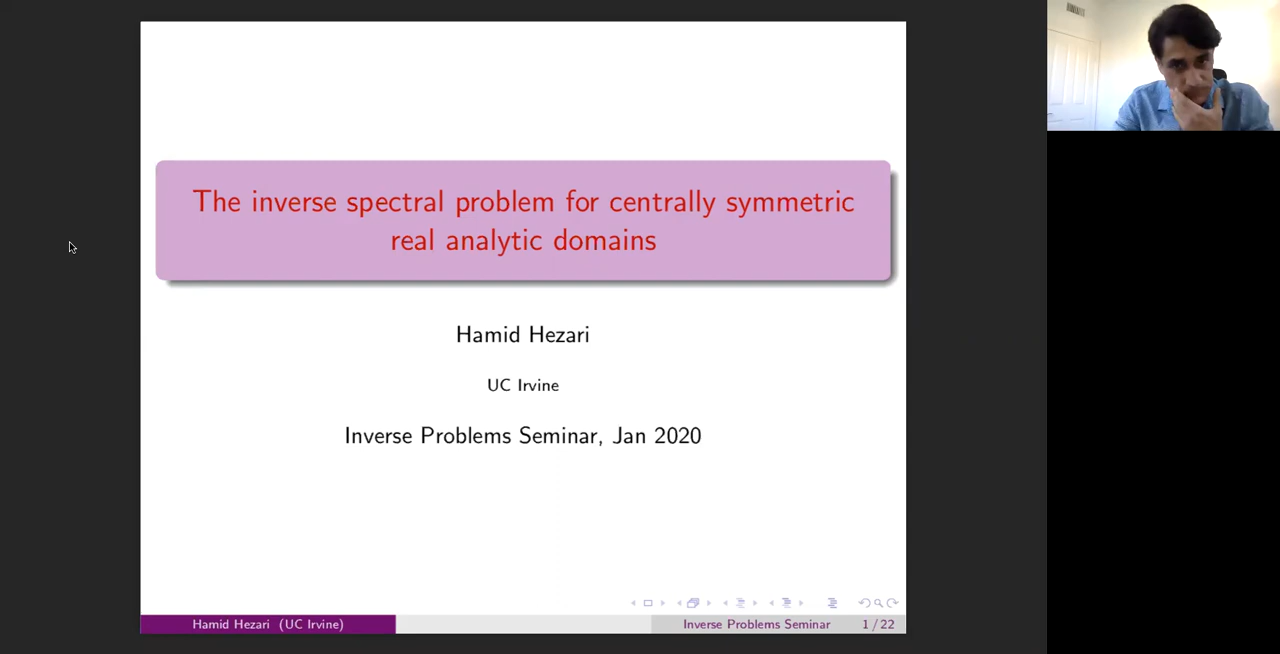 The inverse spectral problem for centrally symmetric
real analytic domains
Hamid Hezari
UC Irvine
Inverse Problems Seminar, Jan 2020
Hamid Hezari (UC Irvine)
Inverse Problems Seminar
1 / 22